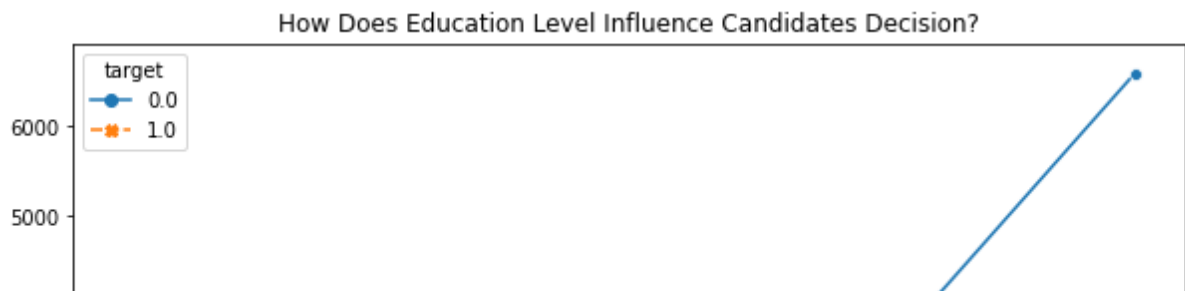 How Does Education Level Influence Candidates Decision?
target
0.0
1.0
6000
5000